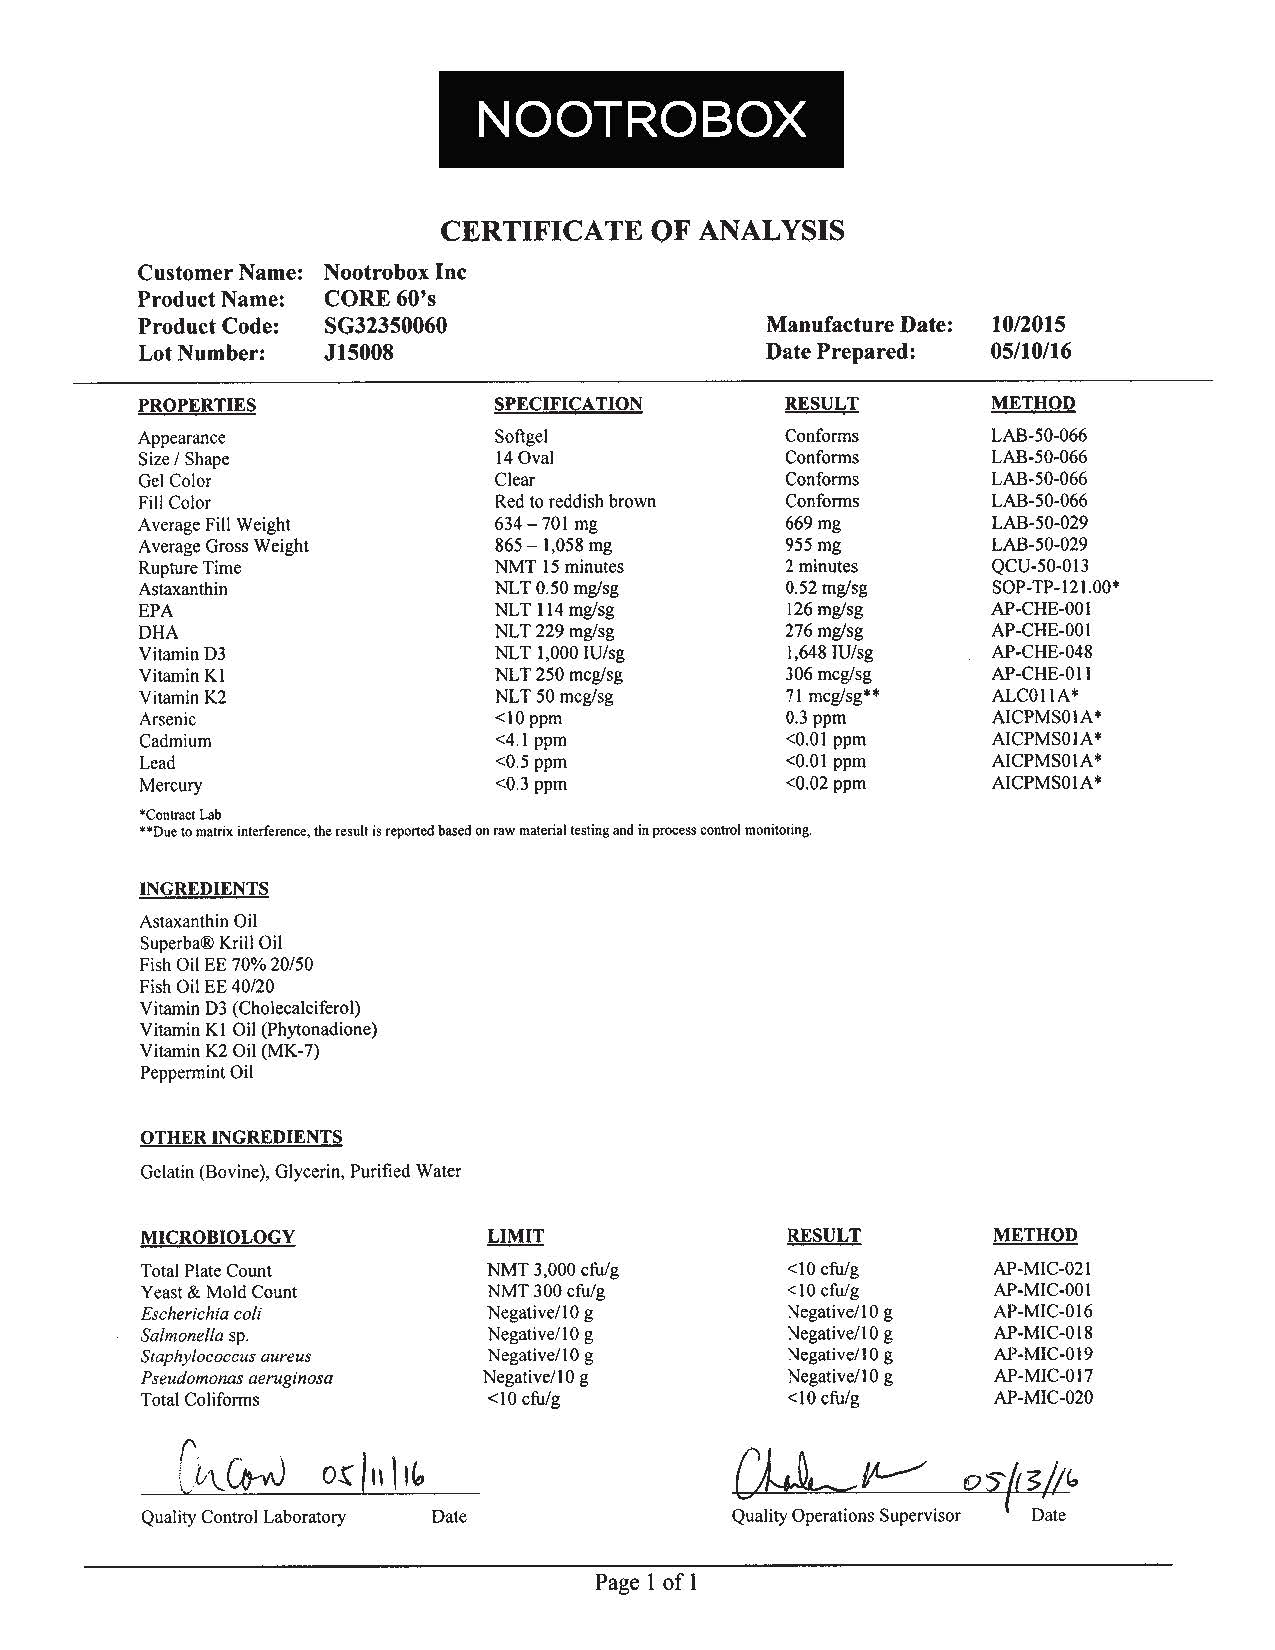 NOOTROBOX
CERTIFICATE OF ANALYSIS
Customer Name: Nootrobox Inc
Product Name: CORE 60's
Product Code: SG32350060 Manufacture Date: 10/2015
Lot Number: J15008 Date Prepared: 05/10/16
PROPERTIES SPECIFICATION RESULT METHOD
Appearance Softgel Conforms LAB-50-066
Size / Shape 14 Oval Conforms LAB-50-066
Gel Color Clear Conforms LAB-50-066
Fill Color Red to reddish brown Conforms LAB-50-066
Average Fill Weight 634 – 701 mg 669 mg LAB-50-029
Average Gross Weight 865 – 1,058 mg 955 mg LAB-50-029
Rupture Time NMT 15 minutes 2 minutes QCU-50-013
Astaxanthin NLT 0.50 mg/sg 0.52 mg/sg SOP-TP-121.00*
EPA NLT 114 mg/sg 126 mg/sg AP-CHE-001
DHA NLT 229 mg/sg 276 mg/sg AP-CHE-001
Vitamin D3 NLT 1,000 IU/sg 1,648 IU/sg AP-CHE-048
Vitamin K1 NLT 250 mcg/sg 306 mcg/sg AP-CHE-011
Vitamin K2 NLT 50 mcg/sg 71 mcg/sg** ALC011A*
Arsenic <10 ppm 0.3 ppm AICPMS01A*
Cadmium <4.1 ppm <0.01 ppm AICPMS01A*
Lead <0.5 ppm <0.01 ppm AICPMS01A*
Mercury <0.3 ppm <0.02 ppm AICPMS01A*
*Contract Lab
**Due to matrix interference, the result is reported based on raw material testing and in process control monitoring.
INGREDIENTS
Astaxanthin Oil
Superba® Krill Oil
Fish Oil EE 70% 20/50
Fish Oil EE 40/20
Vitamin D3 (Cholecalciferol)
Vitamin K1 Oil (Phytonadione)
Vitamin K2 Oil (MK-7)
Peppermint Oil
OTHER INGREDIENTS
Gelatin (Bovine), Glycerin, Purified Water
MICROBIOLOGY LIMIT RESULT METHOD
Total Plate Count NMT 3,000 cfu/g <10 cfu/g AP-MIC-021
Yeast & Mold Count NMT 300 cfu/g <10 cfu/g AP-MIC-001
Escherichia coli Negative/10 g Negative/10 g AP-MIC-016
Salmonella sp. Negative/10 g Negative/10 g AP-MIC-018
Staphylococcus aureus Negative/10 g Negative/10 g AP-MIC-019
Pseudomonas aeruginosa Negative/10 g Negative/10 g AP-MIC-017
Total Coliforms <10 cfu/g <10 cfu/g AP-MIC-020
05/11/16 05/13/16
Quality Control Laboratory Date Quality Operations Supervisor Date
Page 1 of 1